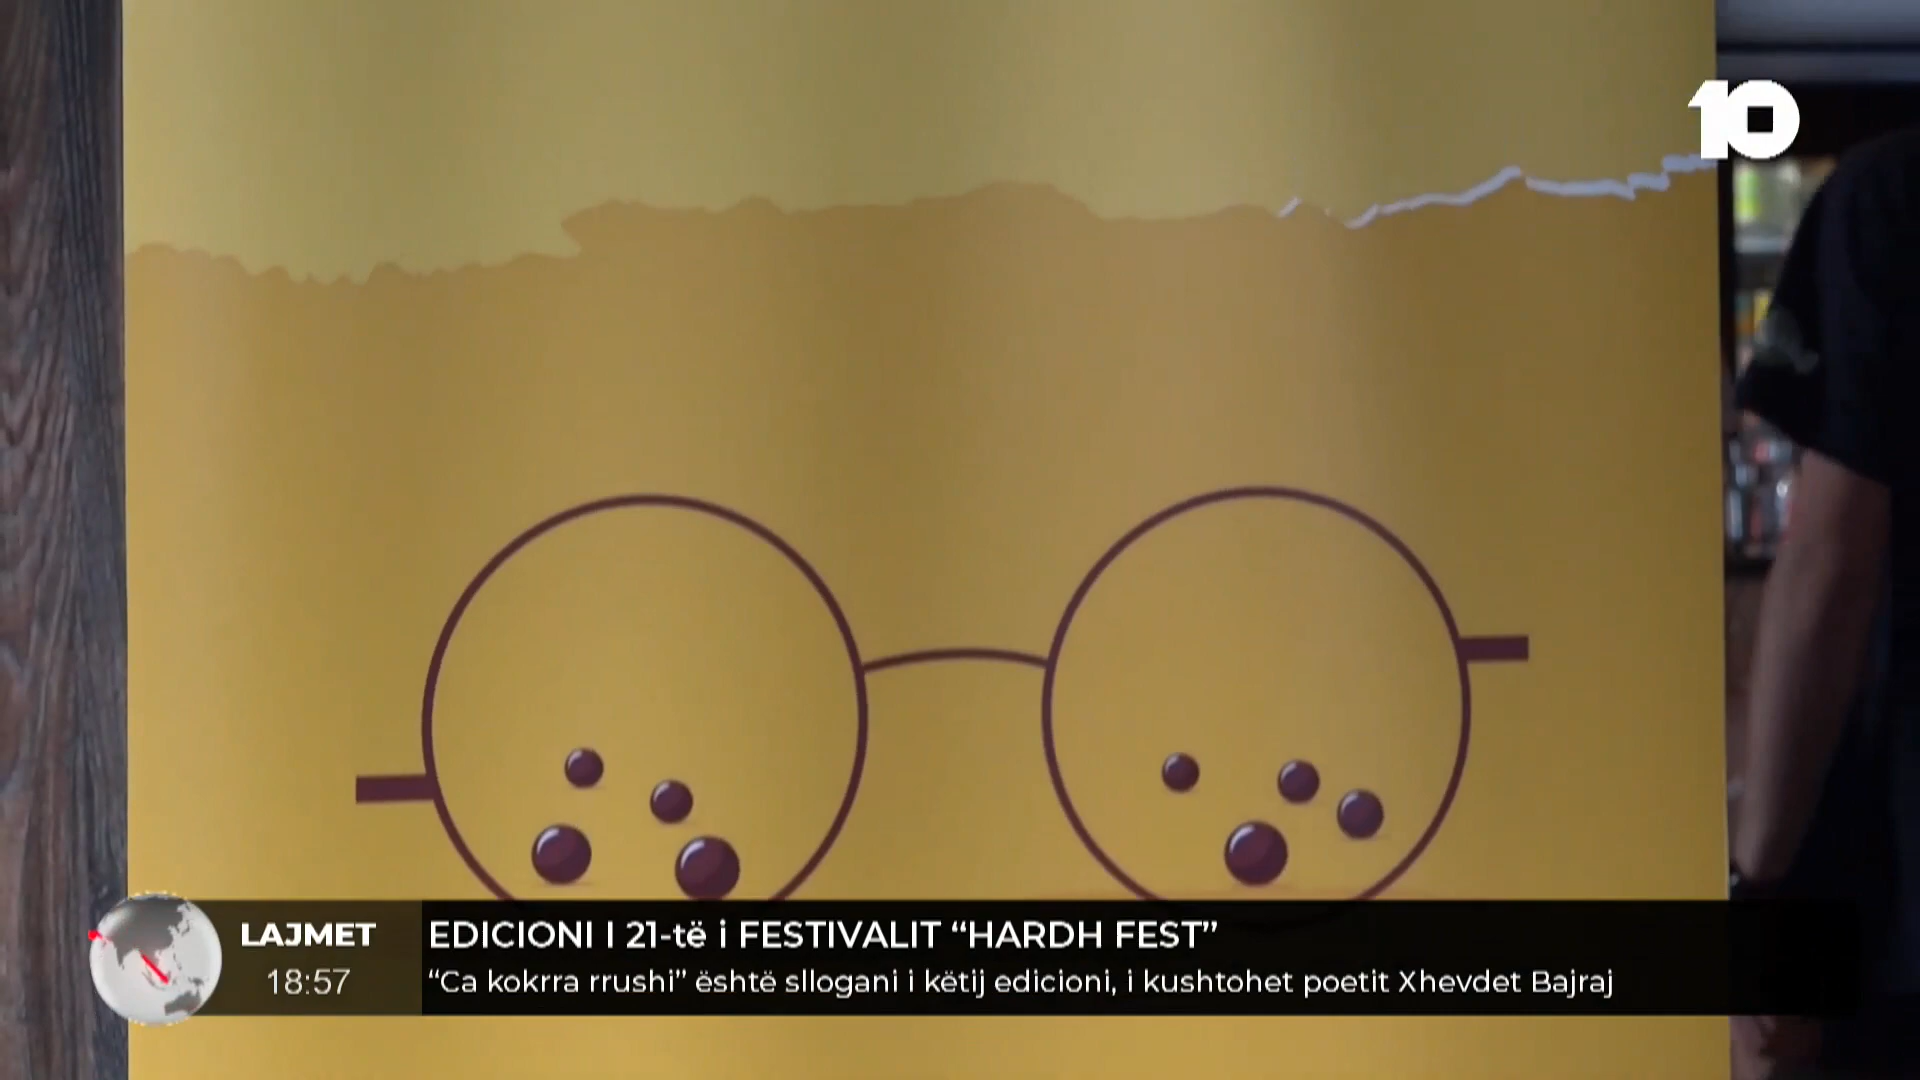 10
LAJMET
18:57
EDICIONI I 21-të i FESTIVALIT “HARDH FEST”
“Ca kokrra rrushi” është sllogani i këtij edicioni, i kushtohet poetit Xhevdet Bajraj